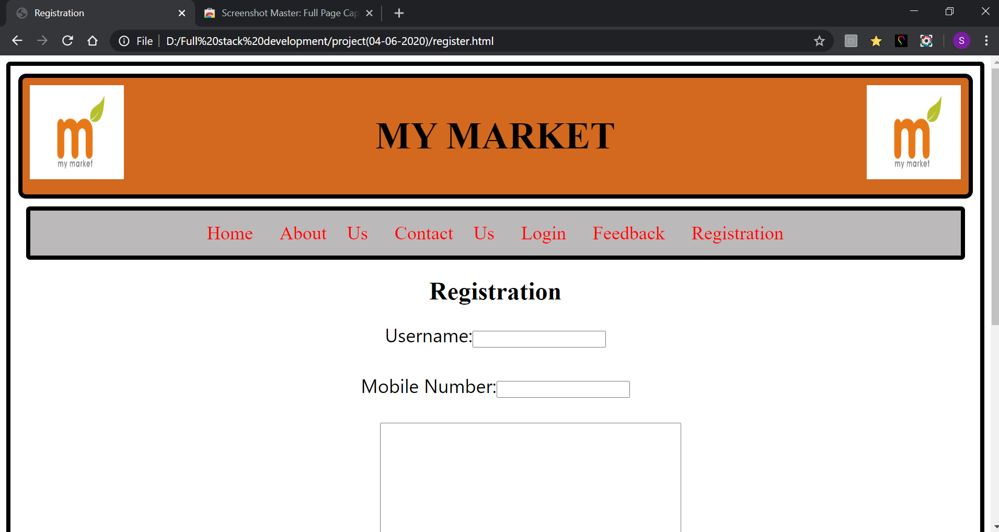 Registration
Screenshot Master: Full Page Cap
File
D:/Full%20stack%20development/project(04-06-2020)/register.html
S
my market
MY MARKET
my market
Home About Us Contact Us Login Feedback Registration
Registration
Username:
Mobile Number: